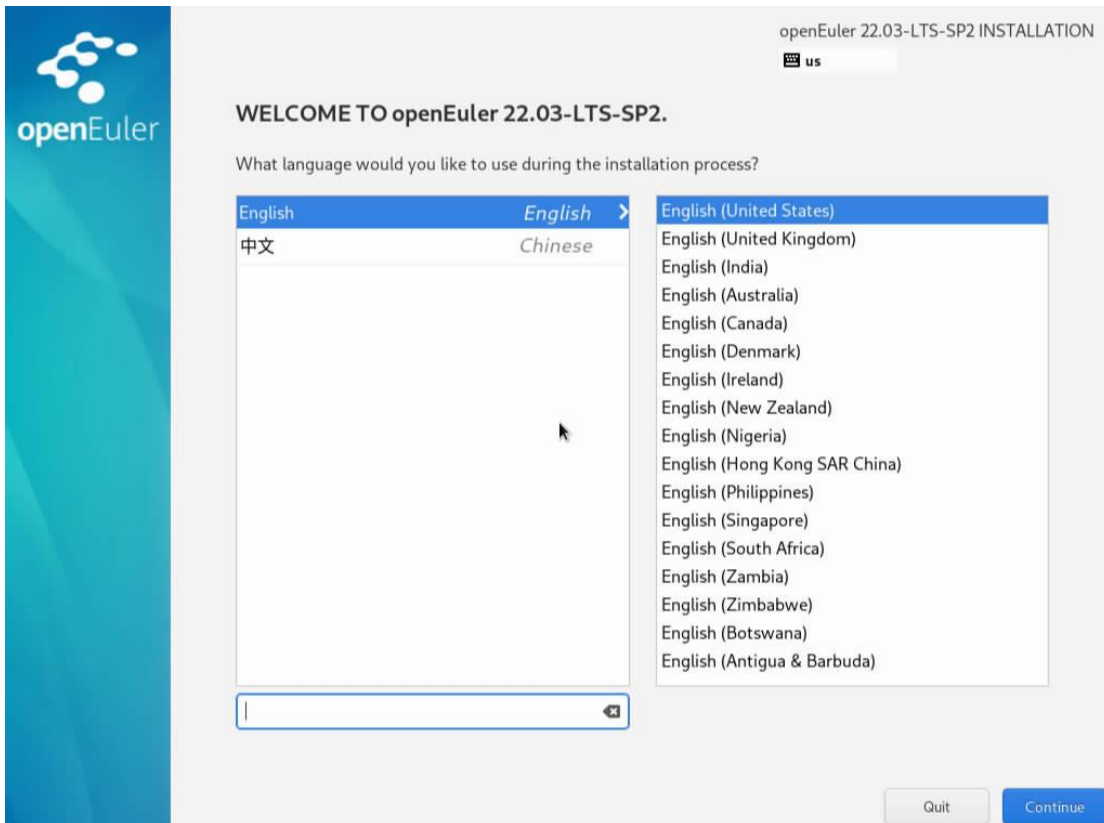 openEuler
openEuler 22.03-LTS-SP2 INSTALLATION
us
WELCOME TO openEuler 22.03-LTS-SP2.
What language would you like to use during the installation process?
English English
中文 Chinese
English (United States)
English (United Kingdom)
English (India)
English (Australia)
English (Canada)
English (Denmark)
English (Ireland)
English (New Zealand)
English (Nigeria)
English (Hong Kong SAR China)
English (Philippines)
English (Singapore)
English (South Africa)
English (Zambia)
English (Zimbabwe)
English (Botswana)
English (Antigua & Barbuda)
Quit Continue